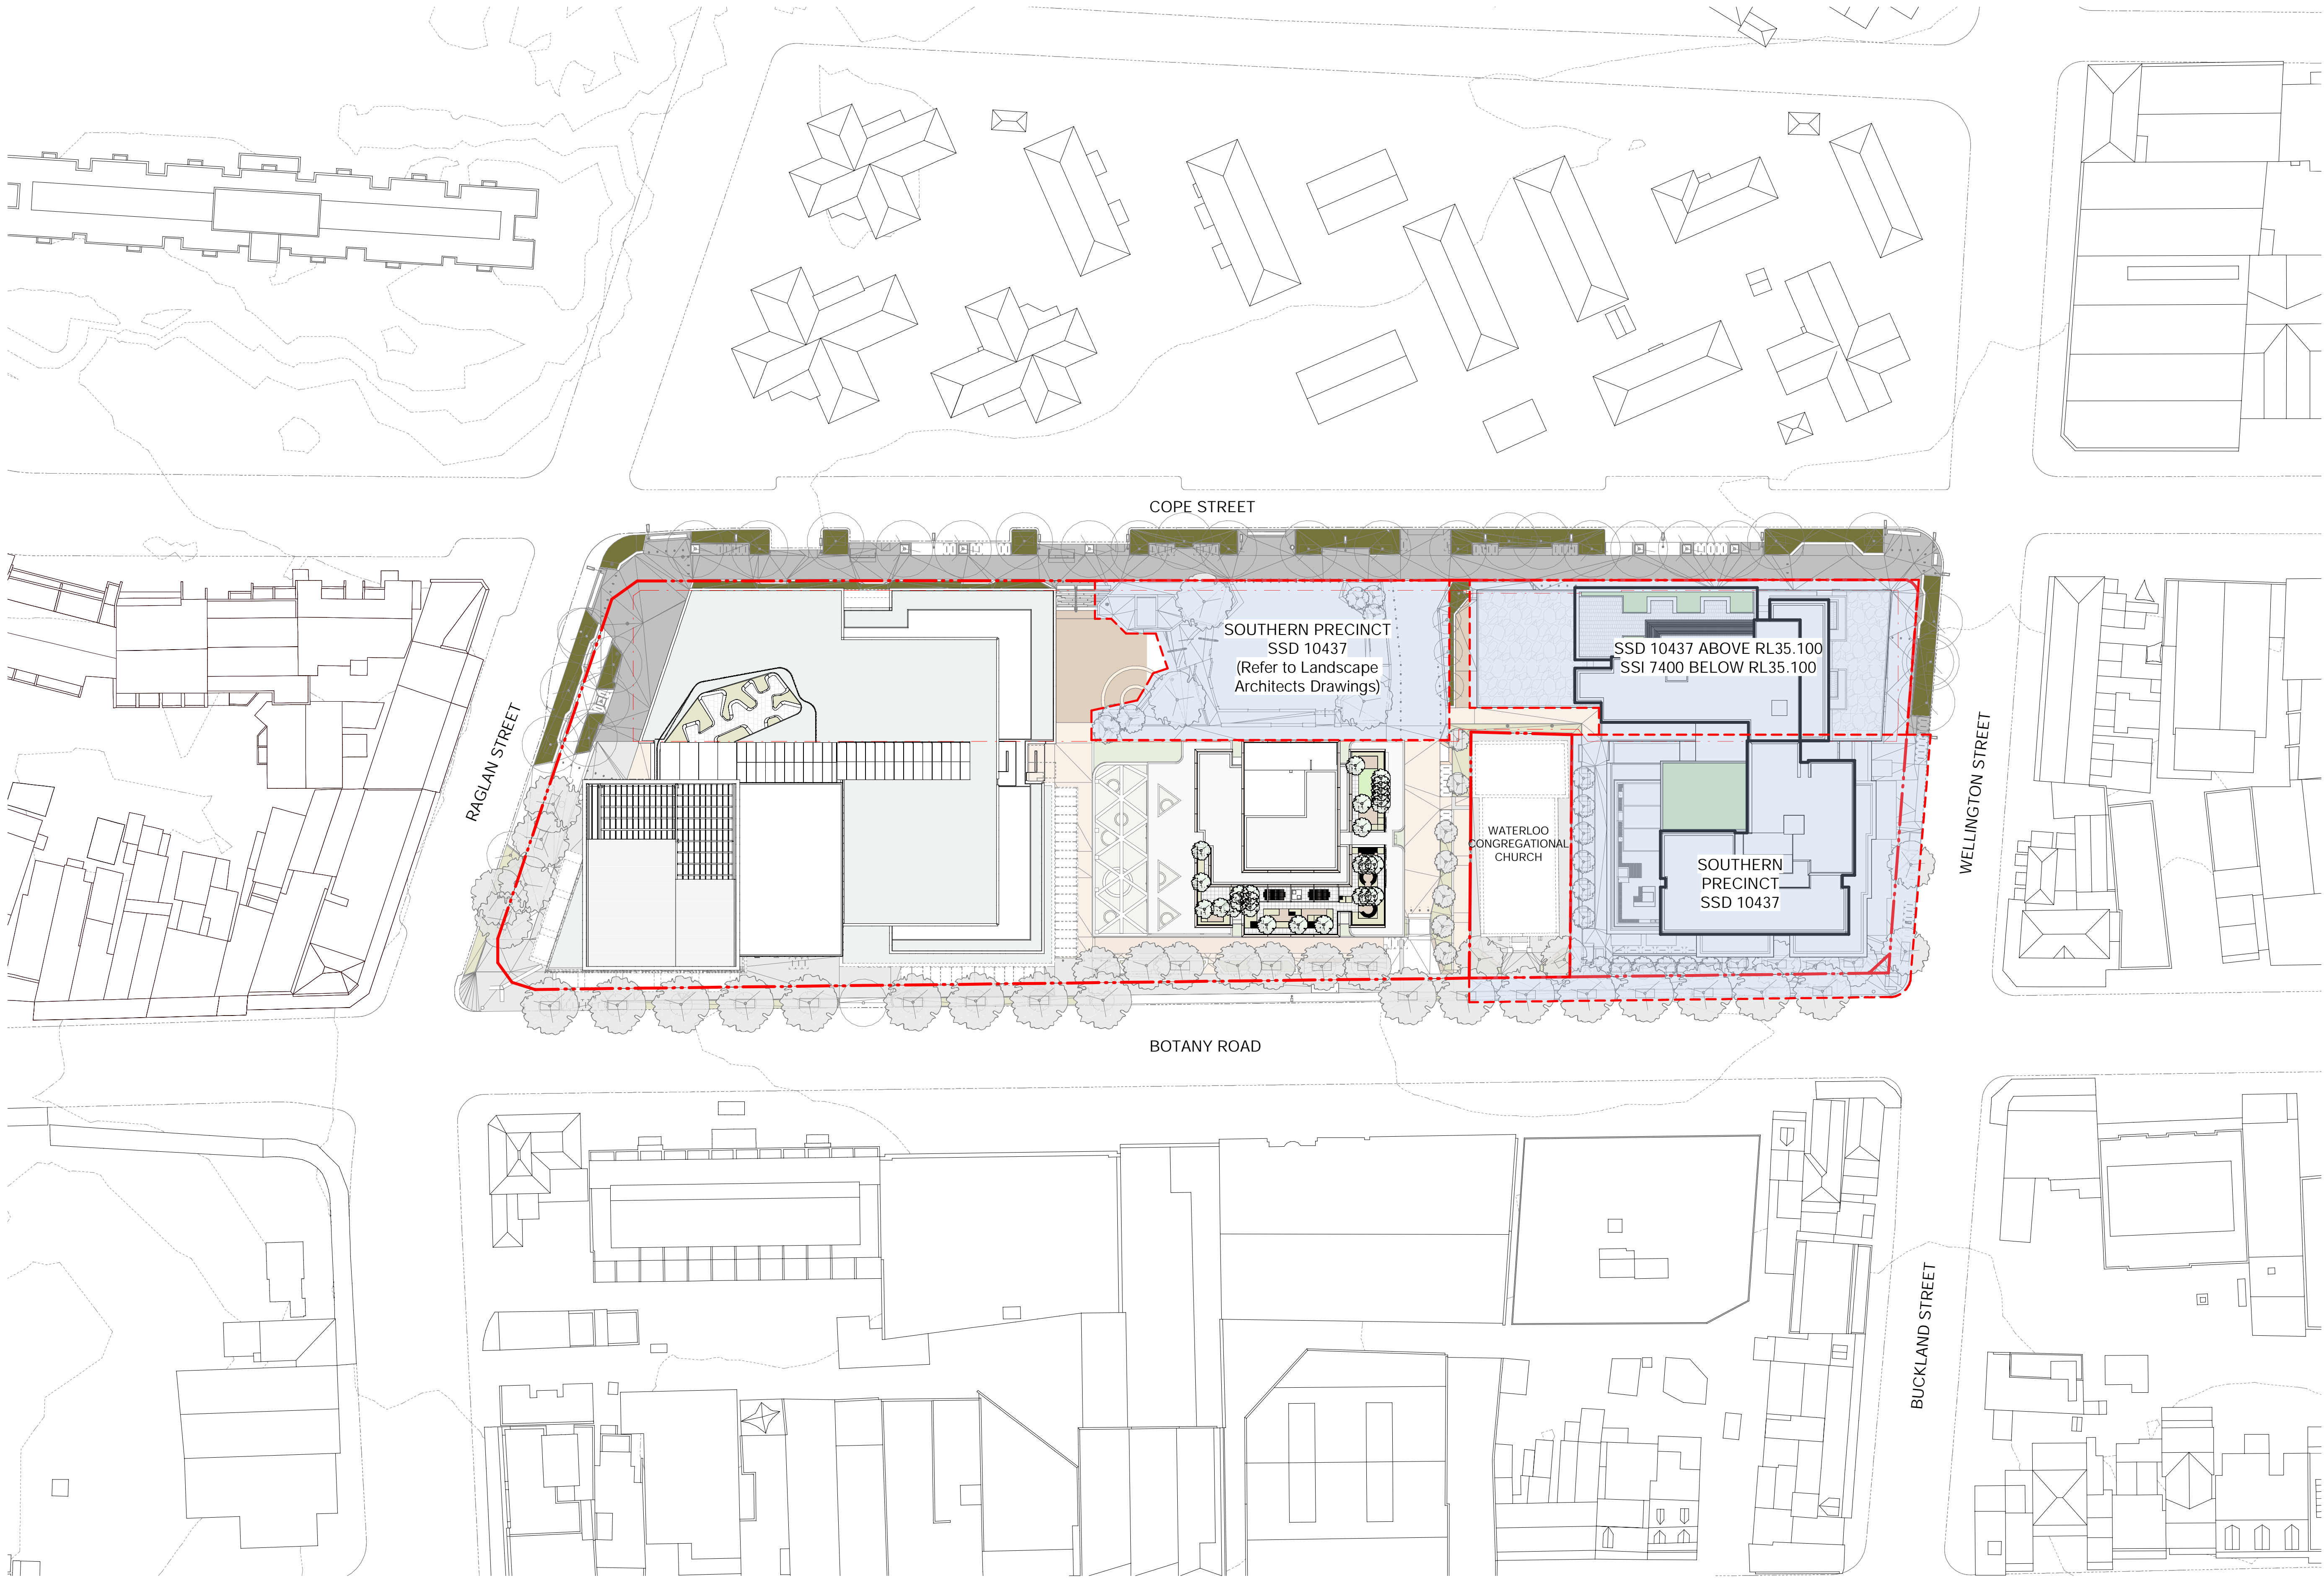 COPE STREET
SOUTHERN PRECINCT
SSD 10437
(Refer to Landscape
Architects Drawings)
SSD 10437 ABOVE RL35.100
SSI 7400 BELOW RL35.100
RAGLAN STREET
WELLINGTON STREET
WATERLOO
CONGREGATIONAL
CHURCH
SOUTHERN
PRECINCT
SSD 10437
BOTANY ROAD
BUCKLAND STREET